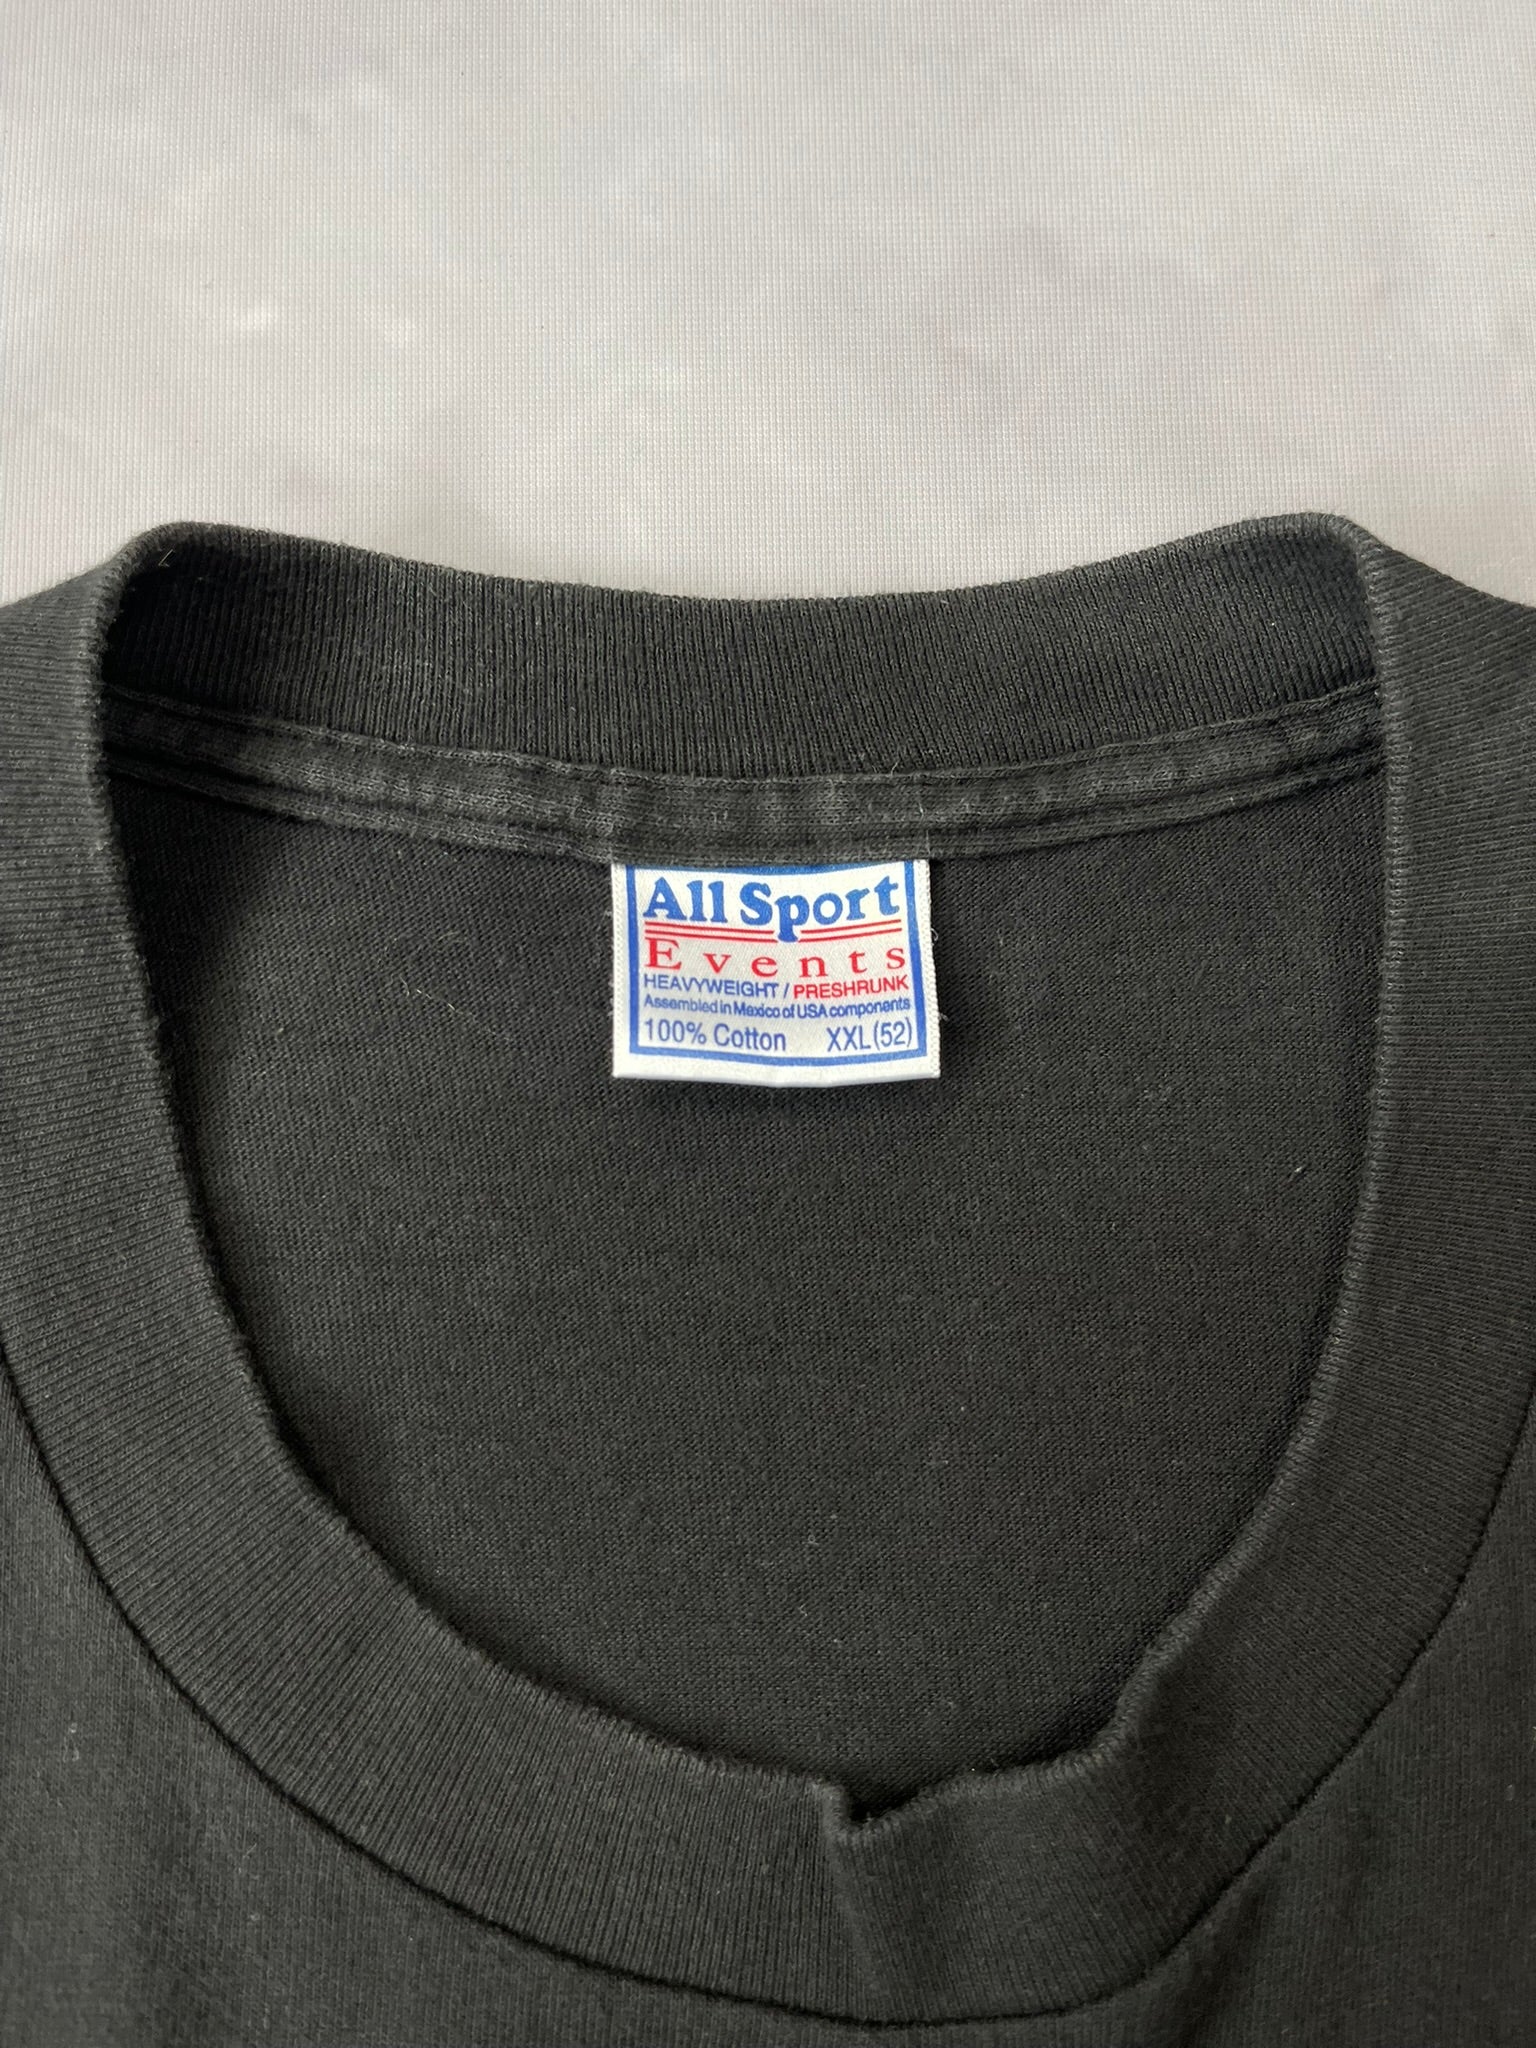 All Sport
Events
HEAVYWEIGHT / PRESHRUNK
Assembled in Mexico of USA components
100% Cotton XXL(52)